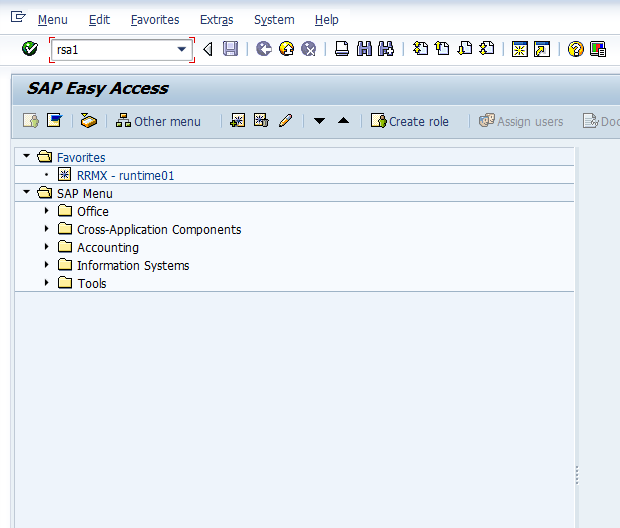 Menu Edit Favorites Extras System Help
rsa1
SAP Easy Access
Other menu Create role Assign users Doc
Favorites
RRMX - runtime01
SAP Menu
Office
Cross-Application Components
Accounting
Information Systems
Tools